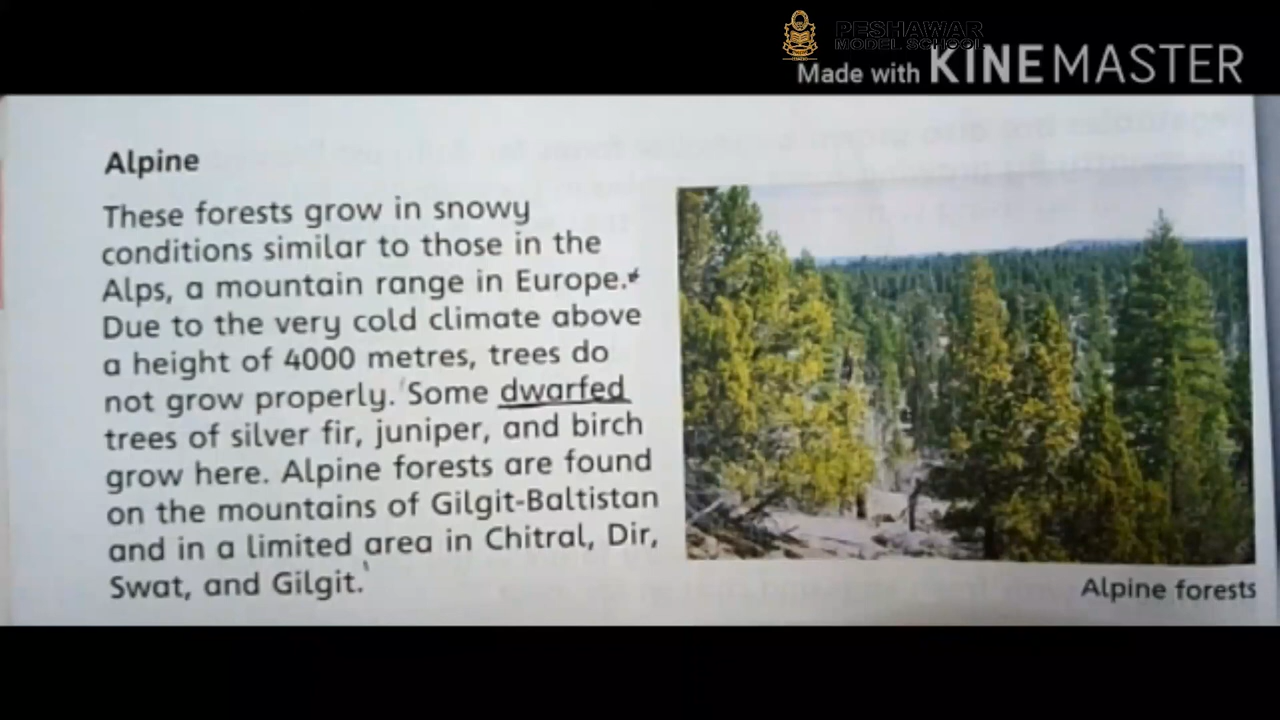 PESHAWAR
MODEL SCHOOL
Made with KINEMASTER
Alpine
These forests grow in snowy
conditions similar to those in the
Alps, a mountain range in Europe.
Due to the very cold climate above
a height of 4000 metres, trees do
not grow properly. Some dwarfed
trees of silver fir, juniper, and birch
grow here. Alpine forests are found
on the mountains of Gilgit-Baltistan
and in a limited area in Chitral, Dir,
Swat, and Gilgit.
Alpine forests